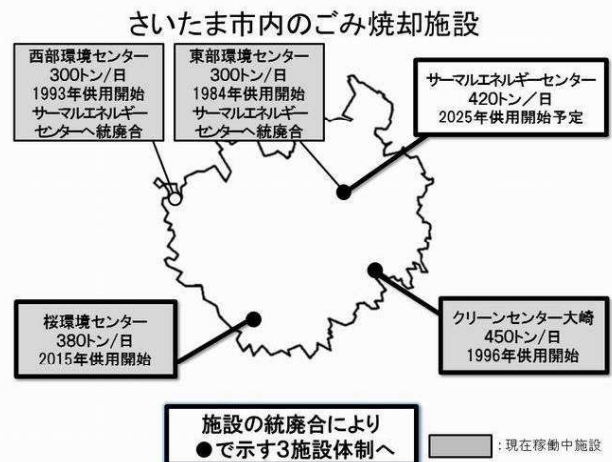 さいたま市内のごみ焼却施設
西部環境センター
300トン/日
1993年供用開始
サーマルエネルギー
センターへ統廃合
東部環境センター
300トン/日
1984年供用開始
サーマルエネルギー
センターへ統廃合
サーマルエネルギーセンター
420トン／日
2025年供用開始予定
桜環境センター
380トン/日
2015年供用開始
クリーンセンター大崎
450トン/日
1996年供用開始
施設の統廃合により
●で示す3施設体制へ
：現在稼働中施設